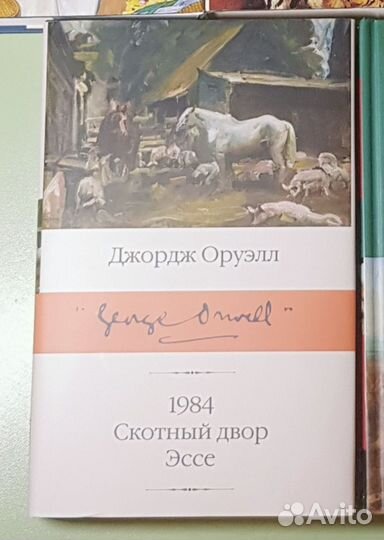 Джордж Оруэлл
"George Orwell"
1984
Скотный двор
Эссе
Avito